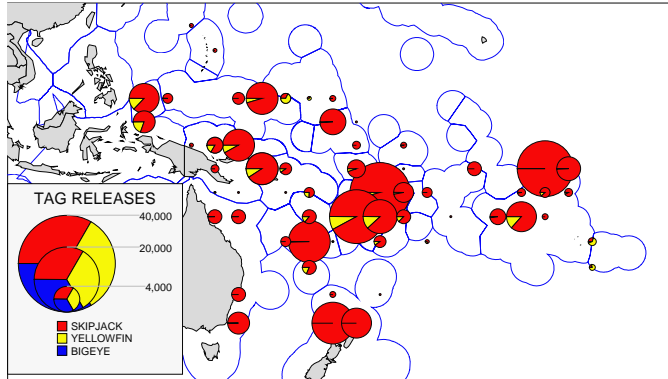 TAG RELEASES
40,000
20,000
4,000
SKIPJACK
YELLOWFIN
BIGEYE